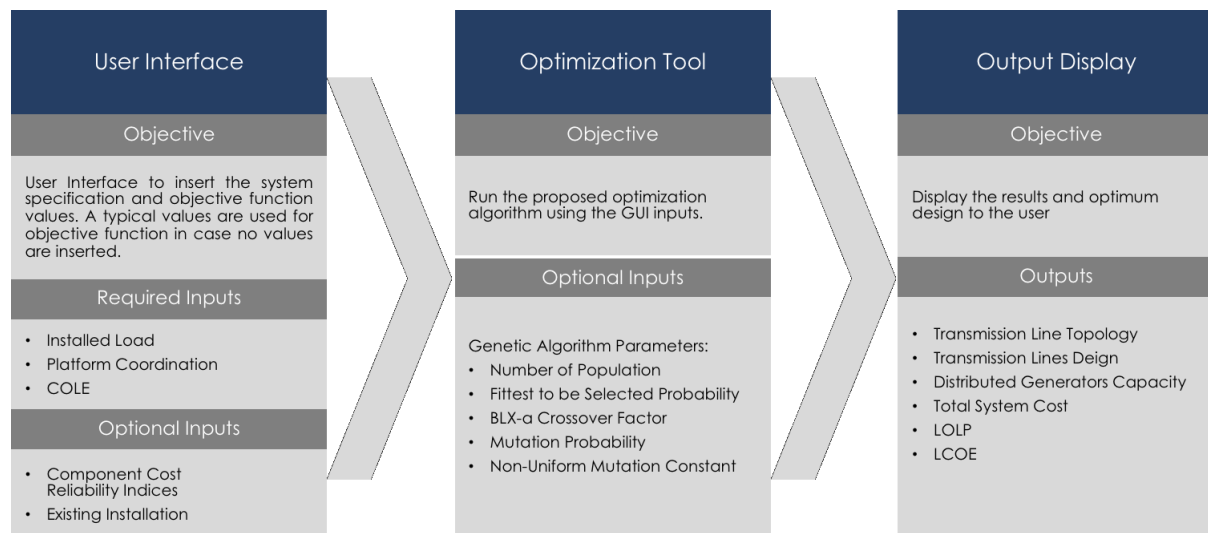 User Interface
Objective
User Interface to insert the system
specification and objective function
values. A typical values are used for
objective function in case no values
are inserted.
Required Inputs
• Installed Load
• Platform Coordination
• COLE
Optional Inputs
• Component Cost
Reliability Indices
• Existing Installation
Optimization Tool
Objective
Run the proposed optimization
algorithm using the GUI inputs.
Optional Inputs
Genetic Algorithm Parameters:
• Number of Population
• Fittest to be Selected Probability
• BLX-a Crossover Factor
• Mutation Probability
• Non-Uniform Mutation Constant
Output Display
Objective
Display the results and optimum
design to the user
Outputs
• Transmission Line Topology
• Transmission Lines Deign
• Distributed Generators Capacity
• Total System Cost
• LOLP
• LCOE